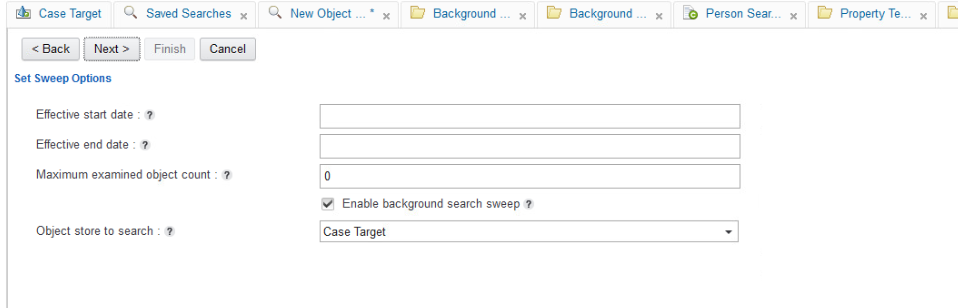 Case Target Saved Searches x New Object ... * x Background ... x Background ... x Person Sear... x Property Te... x
< Back Next > Finish Cancel
Set Sweep Options
Effective start date : ?
Effective end date : ?
Maximum examined object count : ? 0
Enable background search sweep ?
Object store to search : ? Case Target